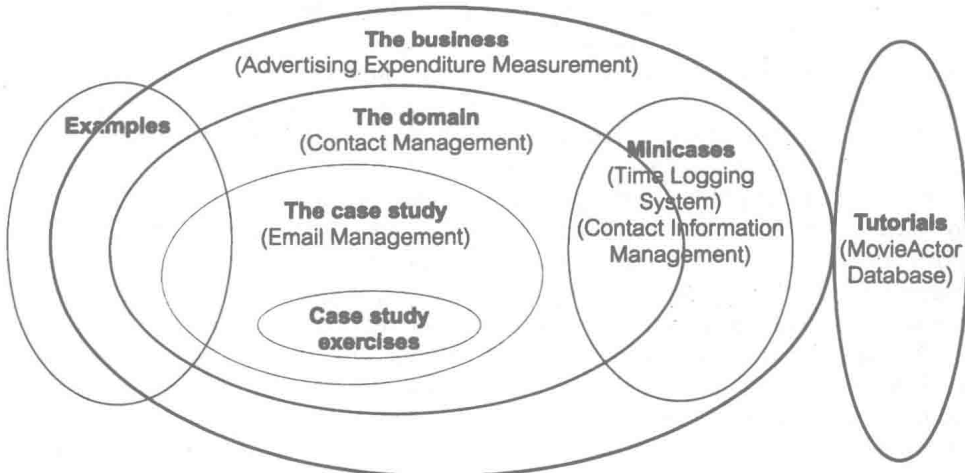 The business
(Advertising Expenditure Measurement)
Examples
The domain
(Contact Management)
Minicases
(Time Logging
System)
(Contact Information
Management)
The case study
(Email Management)
Case study
exercises
Tutorials
(MovieActor
Database)